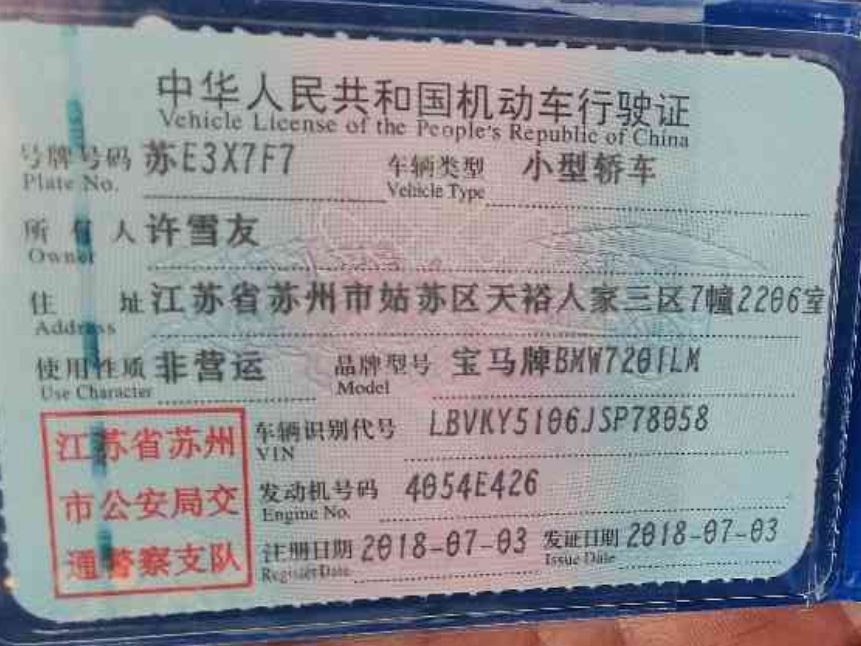 中华人民共和国机动车行驶证
Vehicle License of the People's Republic of China
号牌号码 苏E3X7F7 车辆类型 小型轿车
Plate No. Vehicle Type
所有人 许雪友
Owner
住址 江苏省苏州市姑苏区天裕人家三区7幢2206室
Address
使用性质 非营运 品牌型号 宝马牌BMW7201LM
Use Character Model
江苏省苏州
市公安局交
通警察支队
车辆识别代号 LBVKY5106JSP78058
VIN
发动机号码 4054E426
Engine No.
注册日期 2018-07-03 发证日期 2018-07-03
Register Date Issue Date